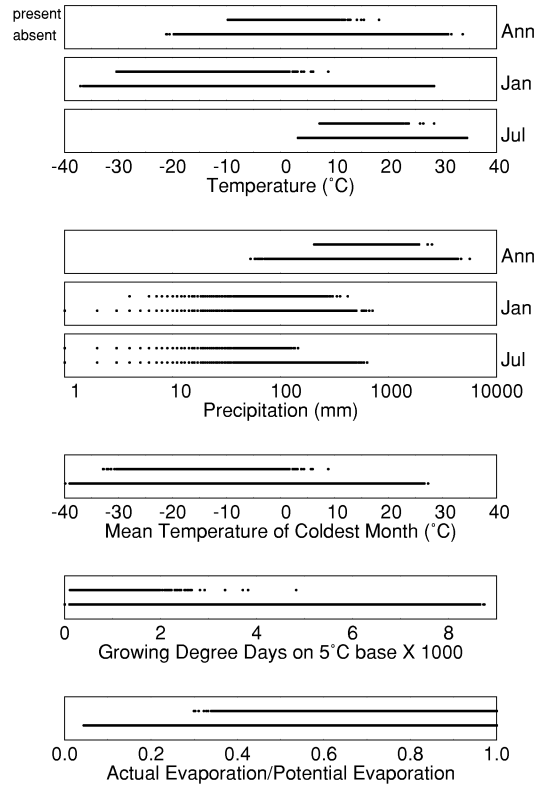 present
absent
Ann
Jan
Jul
-40 -30 -20 -10 0 10 20 30 40
Temperature (˚C)
Ann
Jan
Jul
1 10 100 1000 10000
Precipitation (mm)
-40 -30 -20 -10 0 10 20 30 40
Mean Temperature of Coldest Month (˚C)
0 2 4 6 8
Growing Degree Days on 5˚C base X 1000
0.0 0.2 0.4 0.6 0.8 1.0
Actual Evaporation/Potential Evaporation